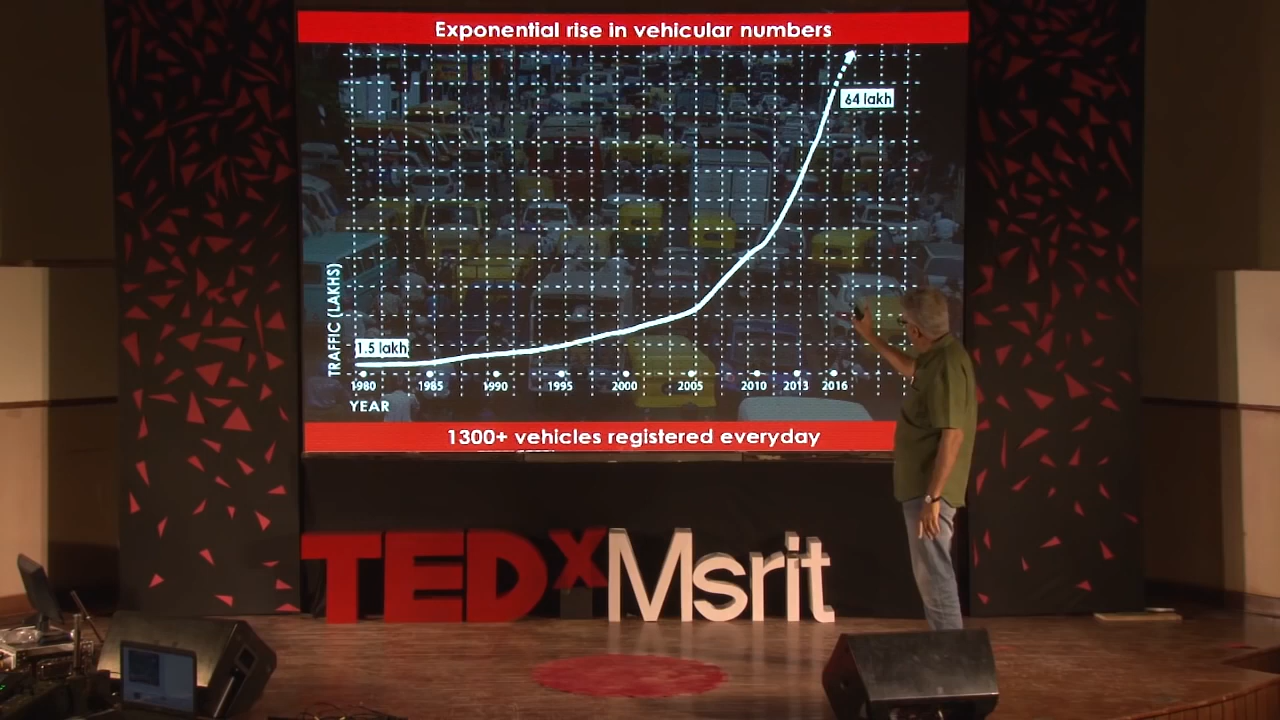 Exponential rise in vehicular numbers
64 lakh
TRAFFIC (LAKHS)
1.5 lakh
1980 1985 1990 1995 2000 2005 2010 2013 2016
YEAR
1300+ vehicles registered everyday
TEDxMsrit